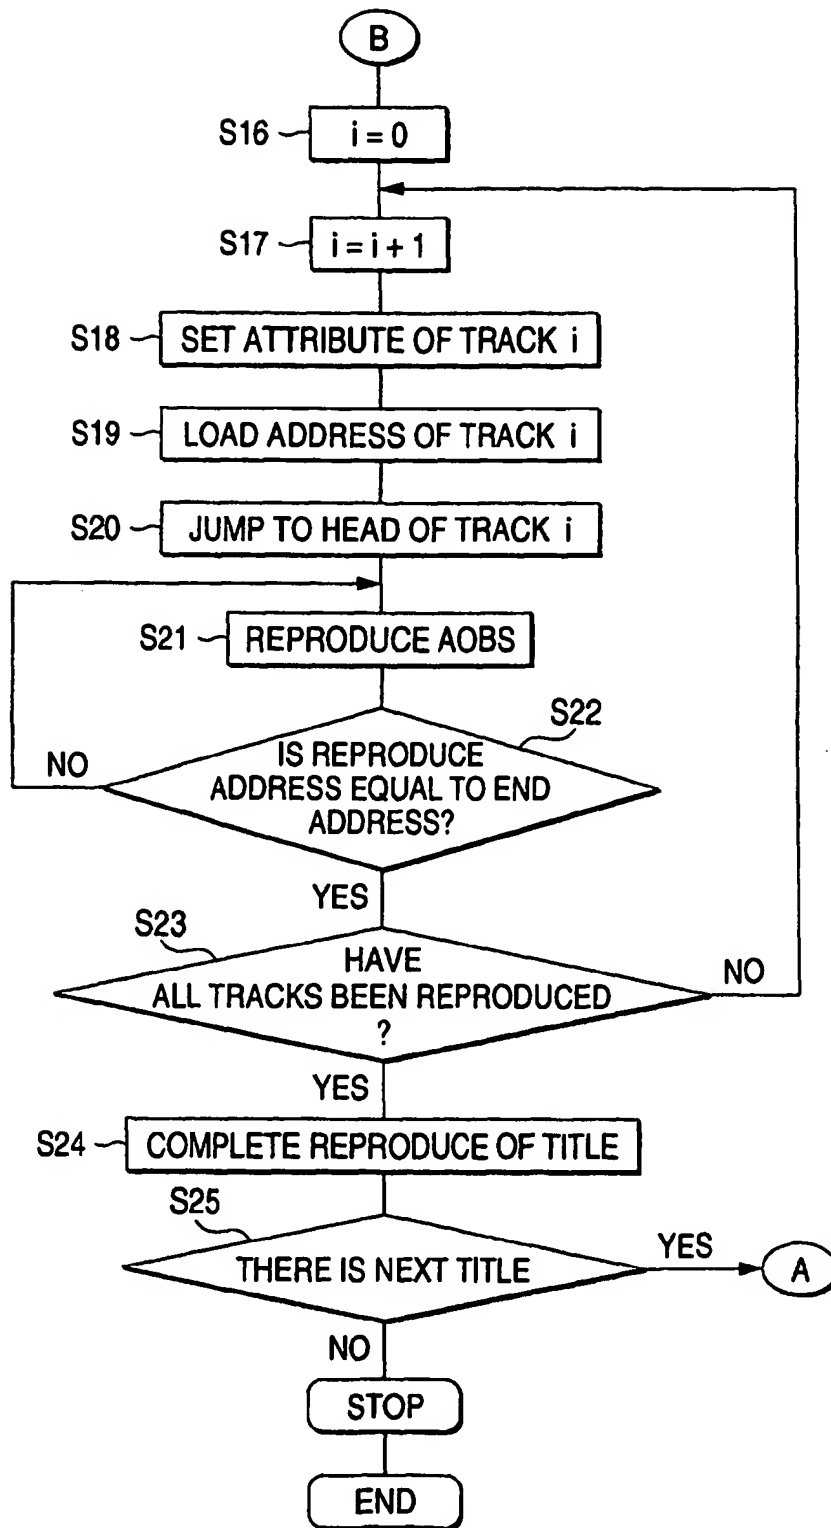 B
S16
i = 0
S17
i = i + 1
S18
SET ATTRIBUTE OF TRACK i
S19
LOAD ADDRESS OF TRACK i
S20
JUMP TO HEAD OF TRACK i
S21
REPRODUCE AOBS
S22
NO
IS REPRODUCE
ADDRESS EQUAL TO END
ADDRESS?
YES
S23
HAVE
ALL TRACKS BEEN REPRODUCED
?
NO
YES
S24
COMPLETE REPRODUCE OF TITLE
S25
THERE IS NEXT TITLE
YES
A
NO
STOP
END